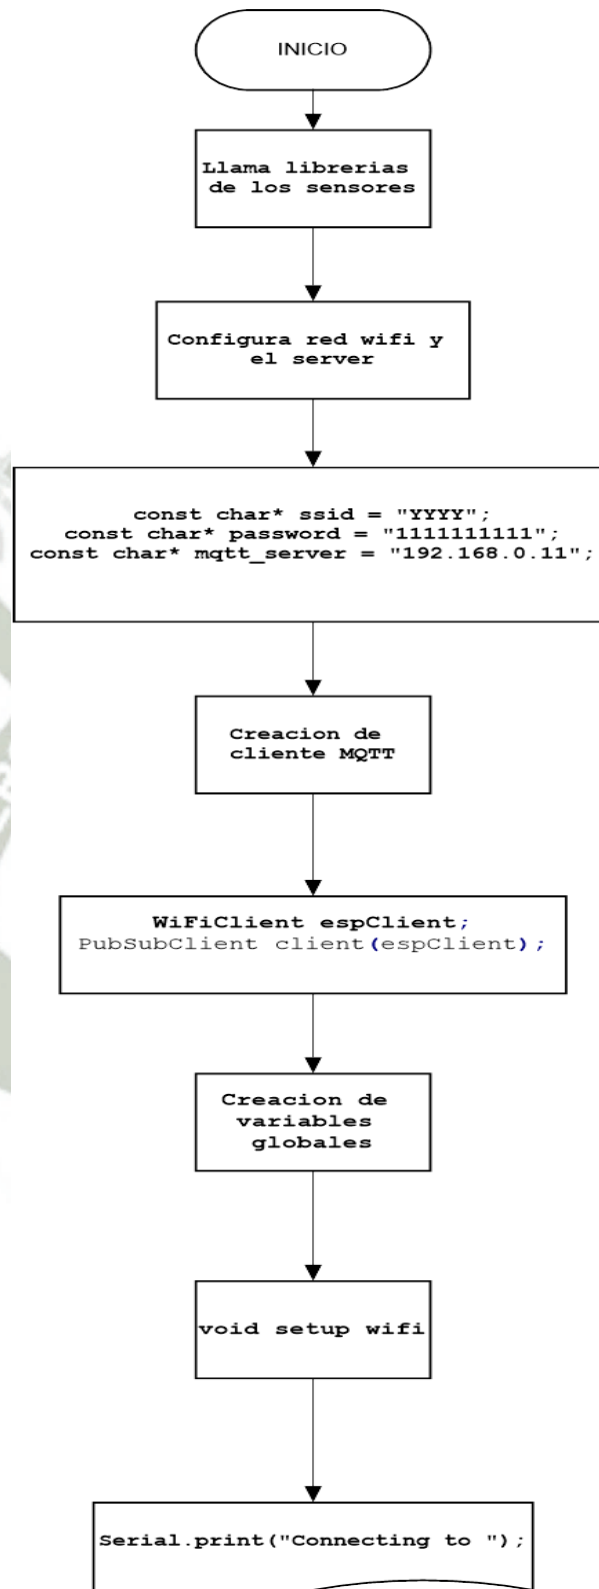 INICIO
Llama librerias
de los sensores
Configura red wifi y
el server
const char* ssid = "YYYY";
const char* password = "1111111111";
const char* mqtt_server = "192.168.0.11";
Creacion de
cliente MQTT
WiFiClient espClient;
PubSubClient client(espClient);
Creacion de
variables
globales
void setup wifi
Serial.print("Connecting to ");